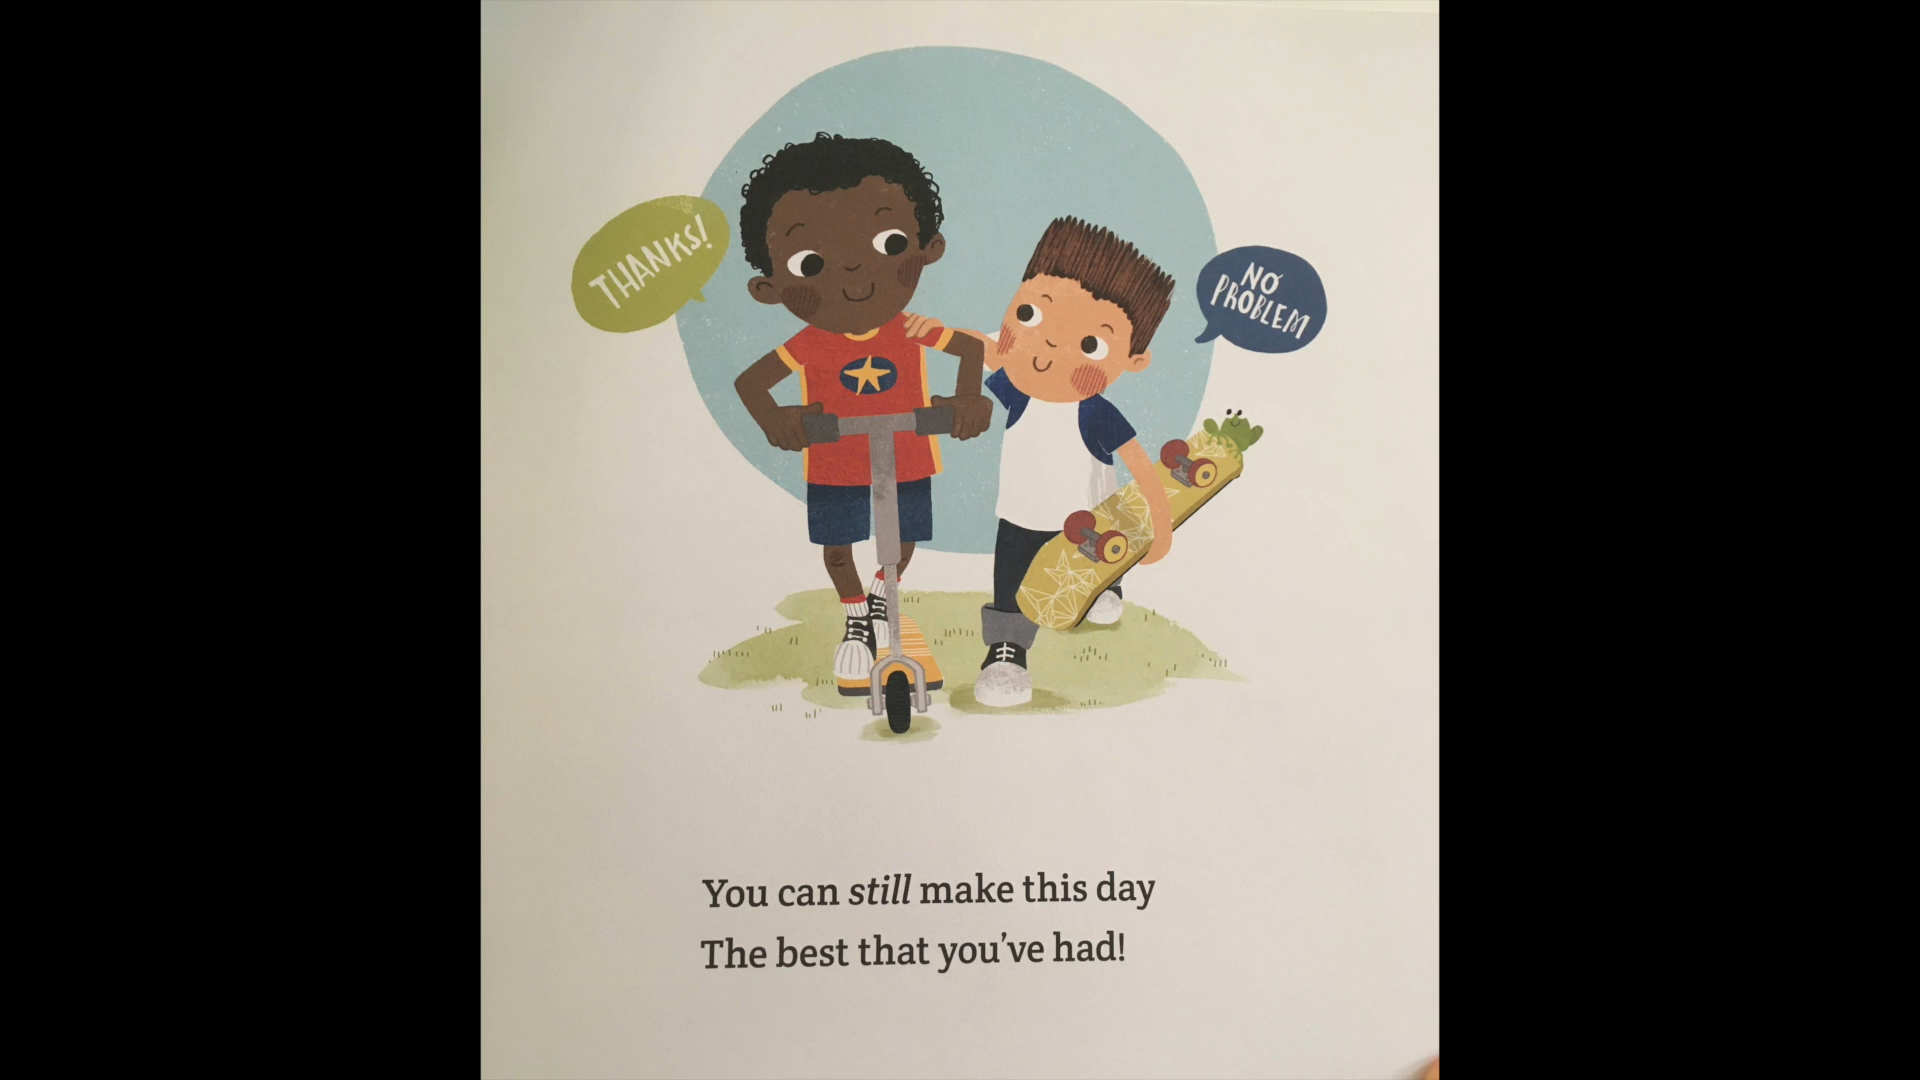 THANKS!
NO
PROBLEM
You can still make this day
The best that you've had!